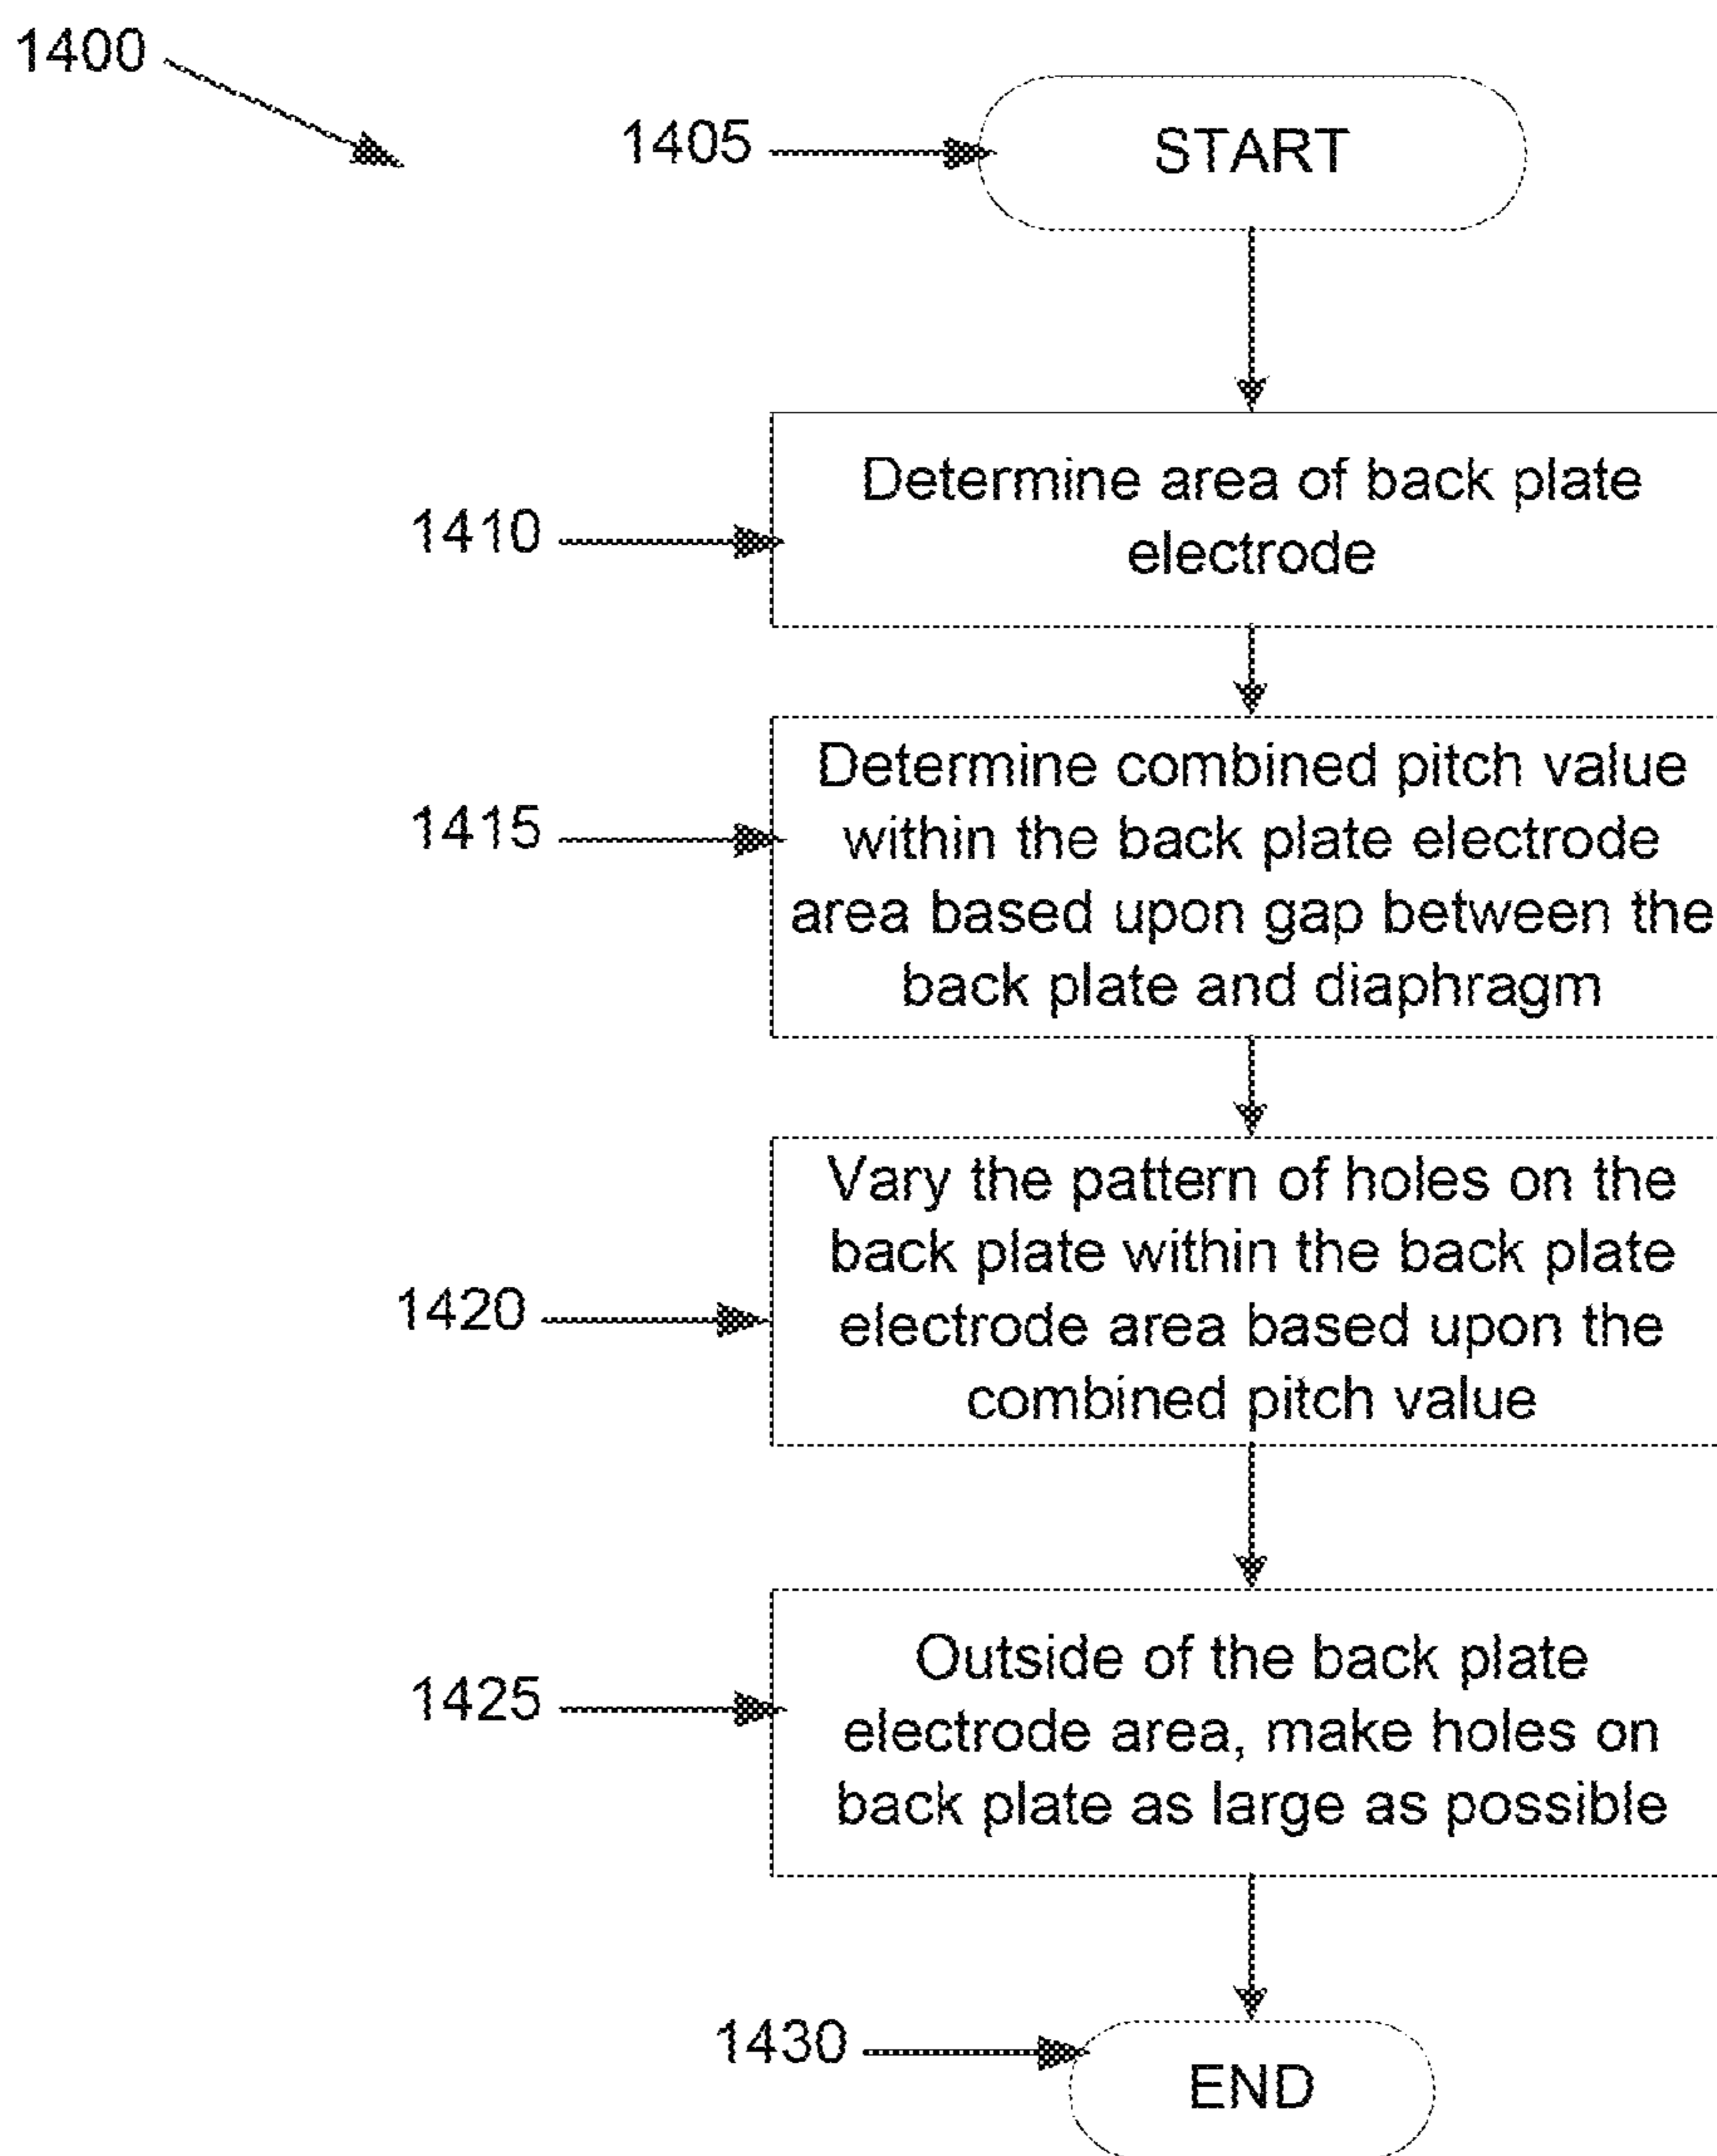 1400
1405
START
1410
Determine area of back plate
electrode
1415
Determine combined pitch value
within the back plate electrode
area based upon gap between the
back plate and diaphragm
1420
Vary the pattern of holes on the
back plate within the back plate
electrode area based upon the
combined pitch value
1425
Outside of the back plate
electrode area, make holes on
back plate as large as possible
1430
END